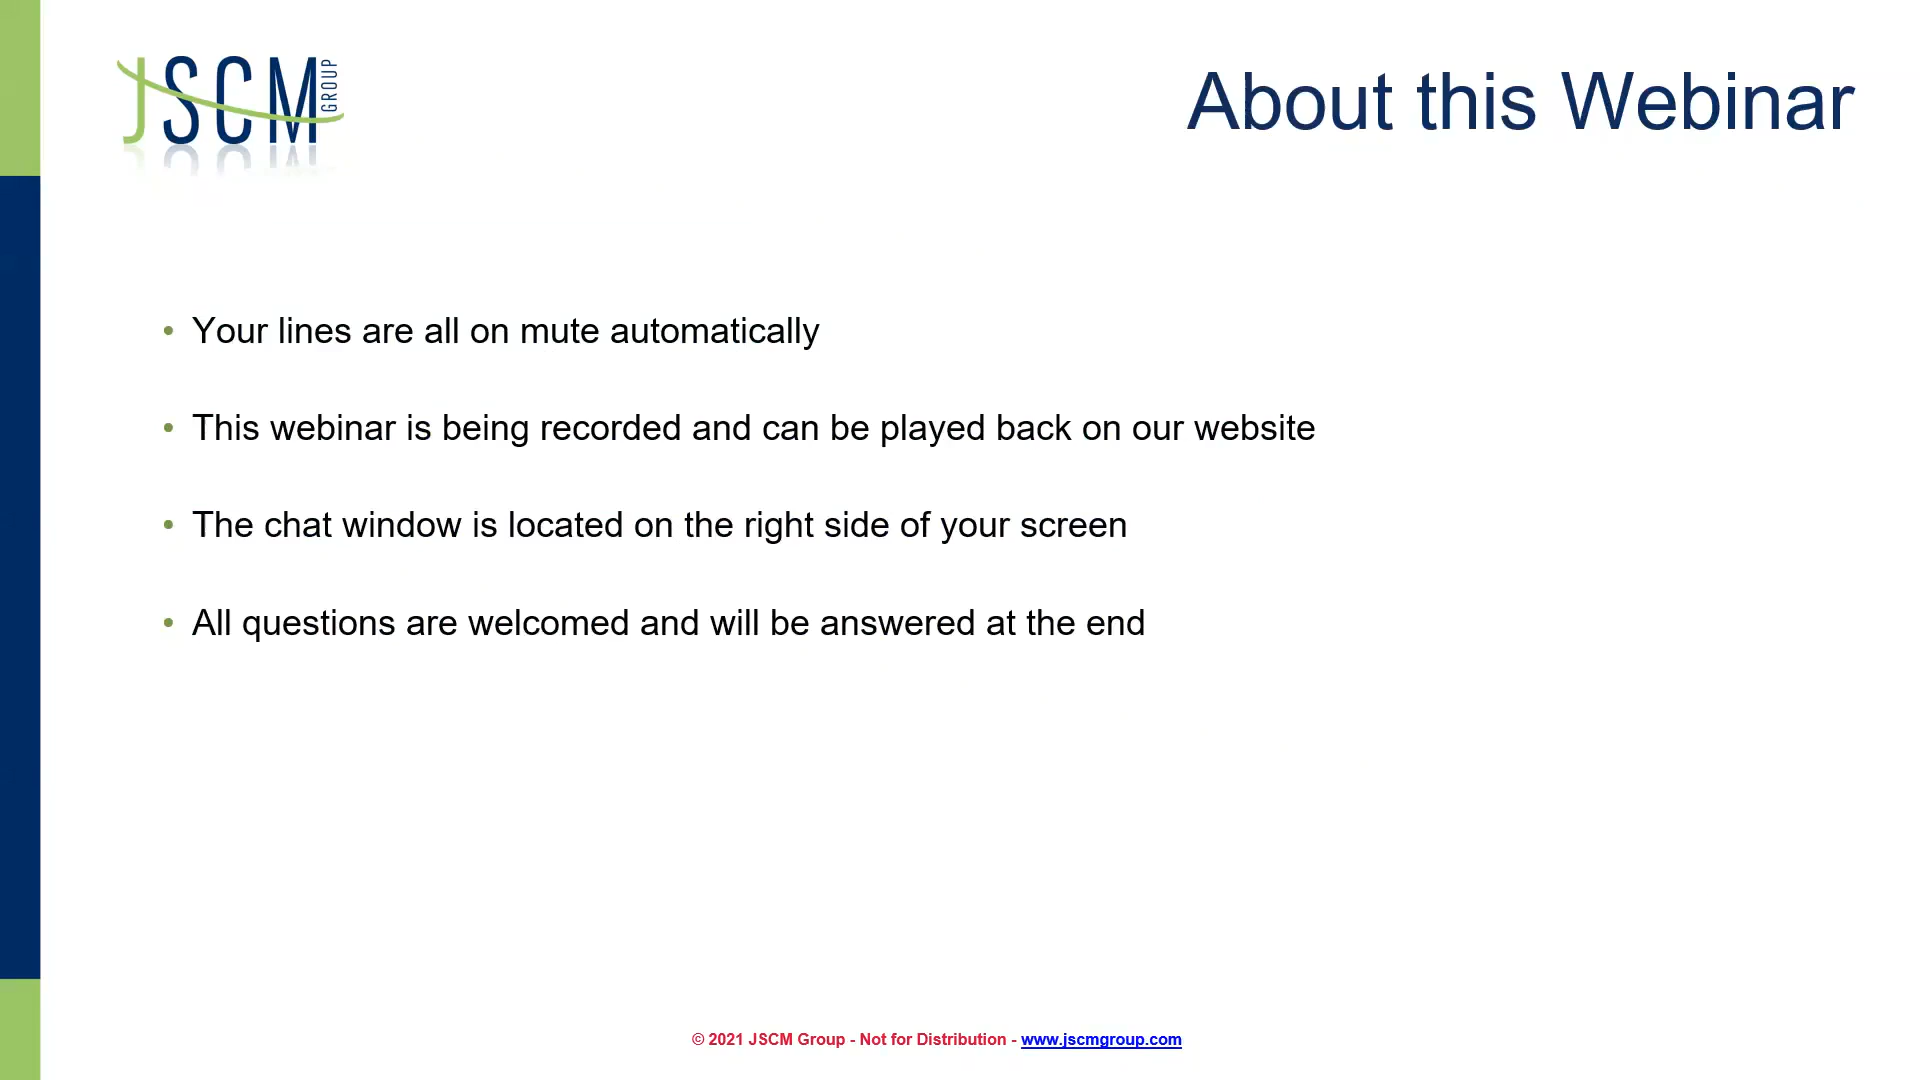 JSCM GROUP
About this Webinar
• Your lines are all on mute automatically
• This webinar is being recorded and can be played back on our website
• The chat window is located on the right side of your screen
• All questions are welcomed and will be answered at the end
© 2021 JSCM Group - Not for Distribution - www.jscmgroup.com